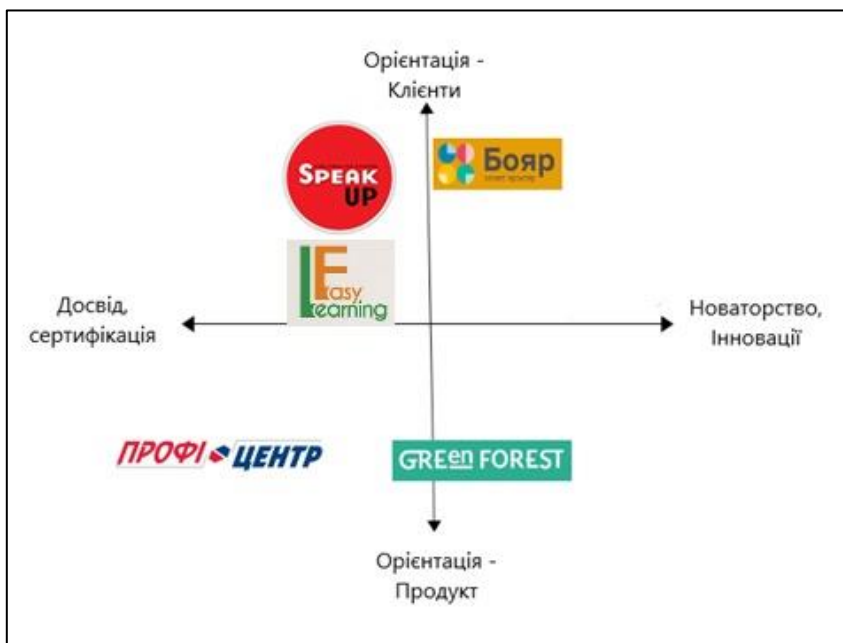 Орієнтація -
Клієнти
SPEAK
UP
Бояр
Easy
Learning
Досвід,
сертифікація
Новаторство,
Інновації
ПРОФІ ЦЕНТР
GREen FOREST
Орієнтація -
Продукт